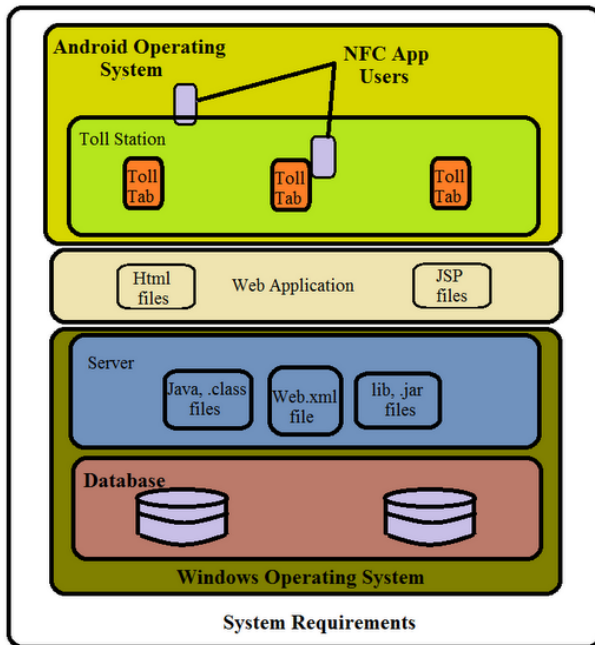 Android Operating
System
NFC App
Users
Toll Station
Toll
Tab
Toll
Tab
Toll
Tab
Html
files
Web Application
JSP
files
Server
Java, .class
files
Web.xml
file
lib, .jar
files
Database
Windows Operating System
System Requirements